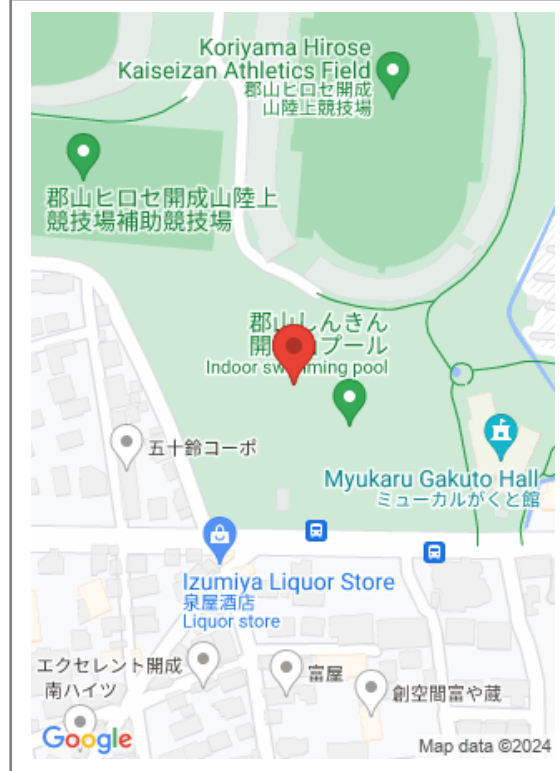 Koriyama Hirose
Kaiseizan Athletics Field
郡山ヒロセ開成
山陸上競技場
郡山ヒロセ開成山陸上
競技場補助競技場
郡山しんきん
開プール
Indoor swimming pool
五十鈴コーポ
Myukaru Gakuto Hall
ミューカルがくと館
Izumiya Liquor Store
泉屋酒店
Liquor store
エクセレント開成
南ハイツ
富屋
創空間富や蔵
Google
Map data ©2024